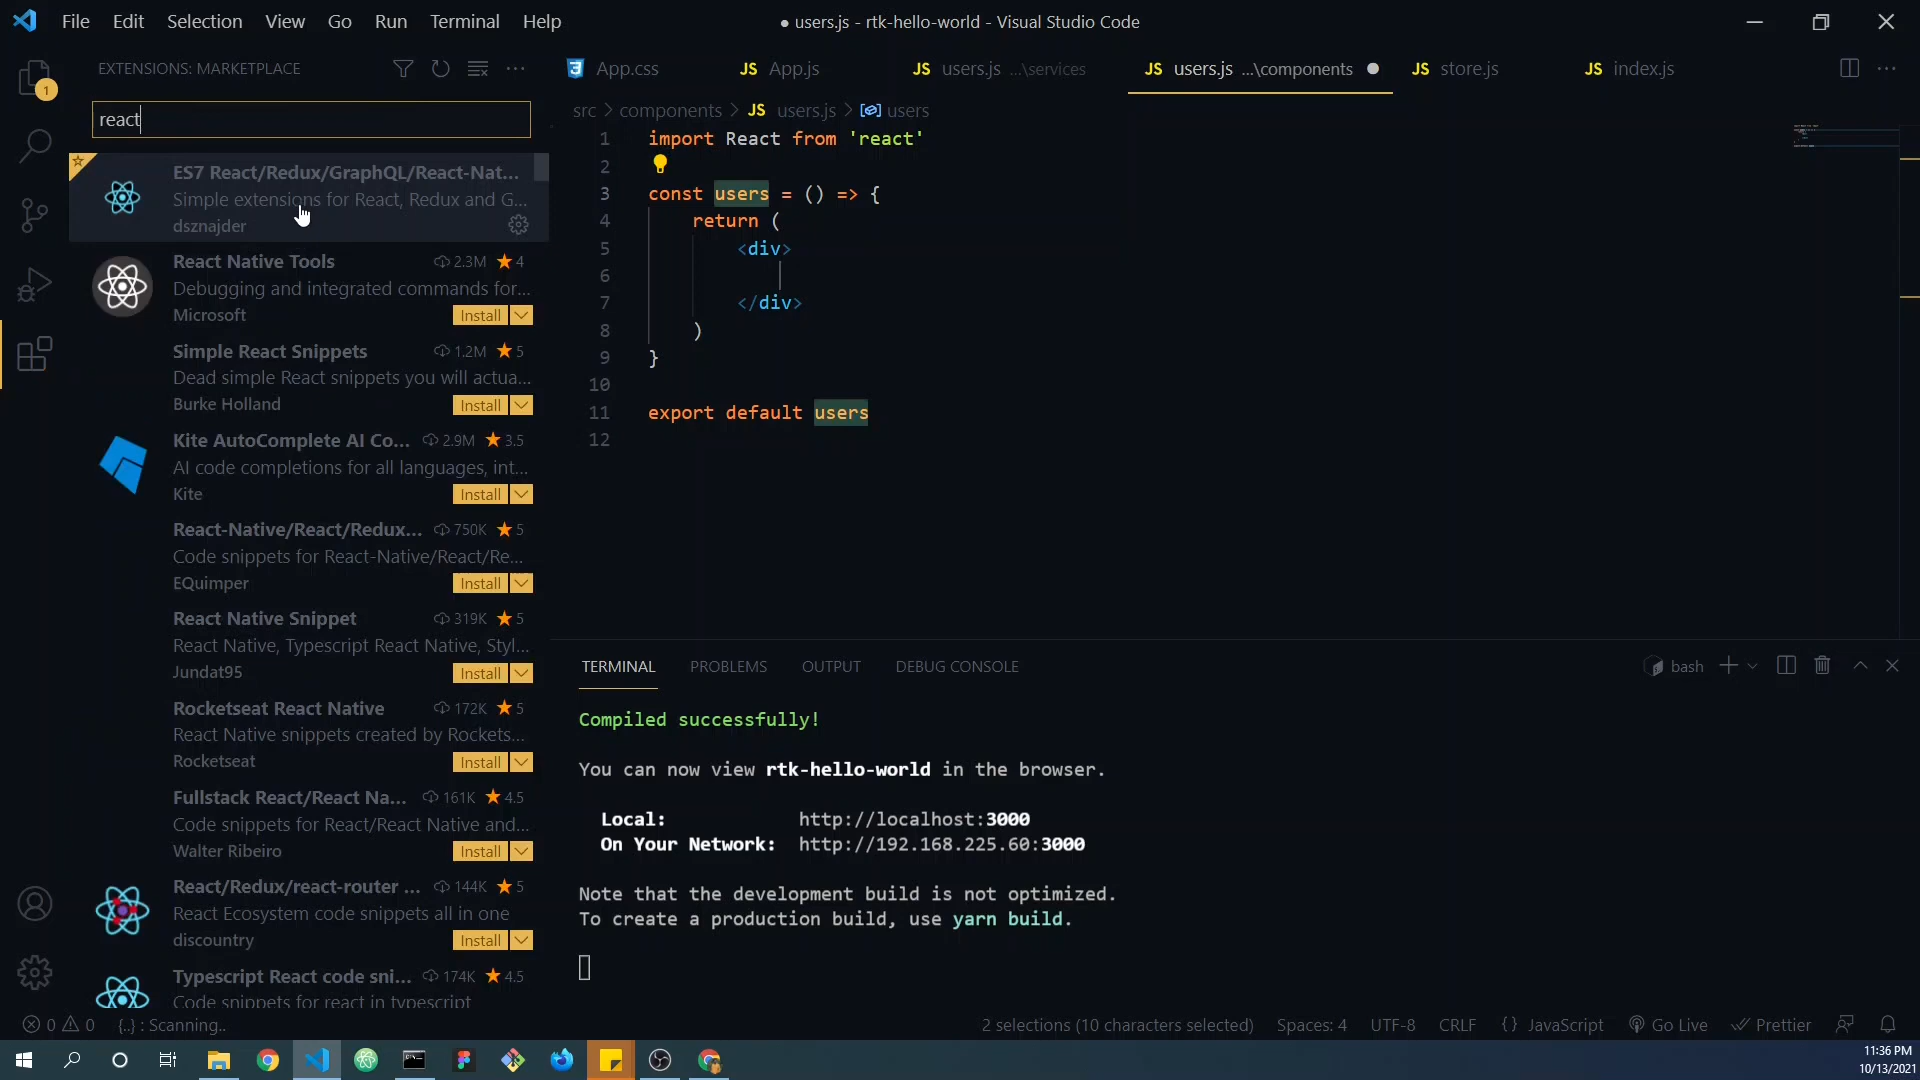 File Edit Selection View Go Run Terminal Help
● users.js - rtk-hello-world - Visual Studio Code
EXTENSIONS: MARKETPLACE
App.css
JS App.js
JS users.js ...\services
JS users.js ...\components
JS store.js
JS index.js
1
react
src > components > JS users.js > users
ES7 React/Redux/GraphQL/React-Nat...
Simple extensions for React, Redux and G...
dsznajder
React Native Tools 2.3M ★ 4
Debugging and integrated commands for...
Microsoft Install
Simple React Snippets 1.2M ★ 5
Dead simple React snippets you will actua...
Burke Holland Install
Kite AutoComplete AI Co... 2.9M ★ 3.5
AI code completions for all languages, int...
Kite Install
React-Native/React/Redux... 750K ★ 5
Code snippets for React-Native/React/Re...
EQuimper Install
React Native Snippet 319K ★ 5
React Native, Typescript React Native, Styl...
Jundat95 Install
Rocketseat React Native 172K ★ 5
React Native snippets created by Rockets...
Rocketseat Install
Fullstack React/React Na... 161K ★ 4.5
Code snippets for React/React Native and...
Walter Ribeiro Install
React/Redux/react-router ... 144K ★ 5
React Ecosystem code snippets all in one
discountry Install
Typescript React code sni... 174K ★ 4.5
Code snippets for react in typescript
1 import React from 'react'
2
3 const users = () => {
4 return (
5 <div>
6
7 </div>
8 )
9 }
10
11 export default users
12
TERMINAL PROBLEMS OUTPUT DEBUG CONSOLE
bash
Compiled successfully!
You can now view rtk-hello-world in the browser.
Local: http://localhost:3000
On Your Network: http://192.168.225.60:3000
Note that the development build is not optimized.
To create a production build, use yarn build.
0 0 {..} : Scanning..
2 selections (10 characters selected) Spaces: 4 UTF-8 CRLF {} JavaScript Go Live Prettier
11:36 PM
10/13/2021